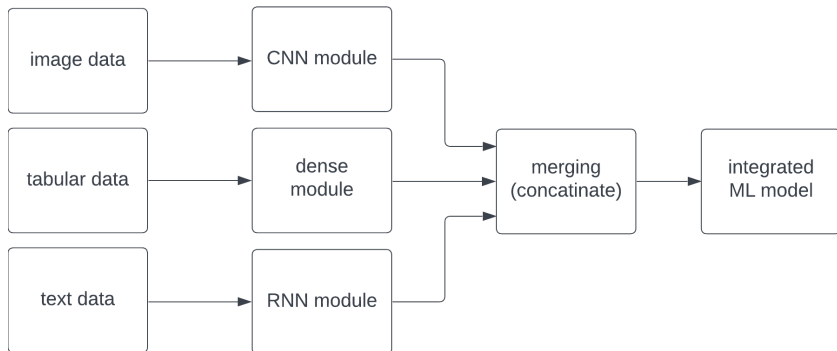 image data
CNN module
tabular data
dense
module
merging
(concatinate)
integrated
ML model
text data
RNN module